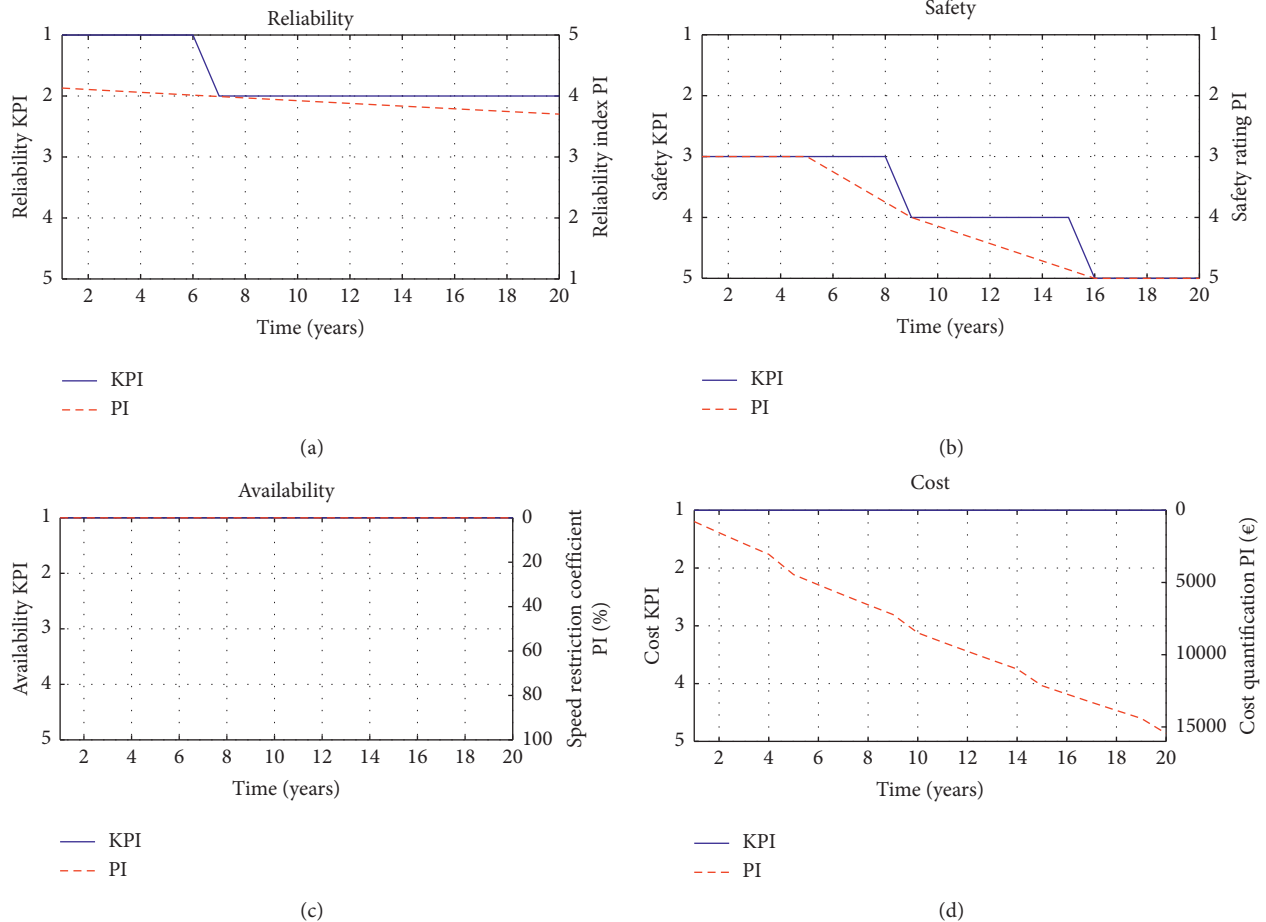 Reliability
1
2
3
4
5
Reliability KPI
5
4
3
2
1
Reliability index PI
2 4 6 8 10 12 14 16 18 20
Time (years)
KPI
PI
(a)
Safety
1
2
3
4
5
Safety KPI
1
2
3
4
5
Safety rating PI
2 4 6 8 10 12 14 16 18 20
Time (years)
KPI
PI
(b)
Availability
1
2
3
4
5
Availability KPI
0
20
40
60
80
100
Speed restriction coefficient
PI (%)
2 4 6 8 10 12 14 16 18 20
Time (years)
KPI
PI
(c)
Cost
1
2
3
4
5
Cost KPI
0
5000
10000
15000
Cost quantification PI (€)
2 4 6 8 10 12 14 16 18 20
Time (years)
KPI
PI
(d)